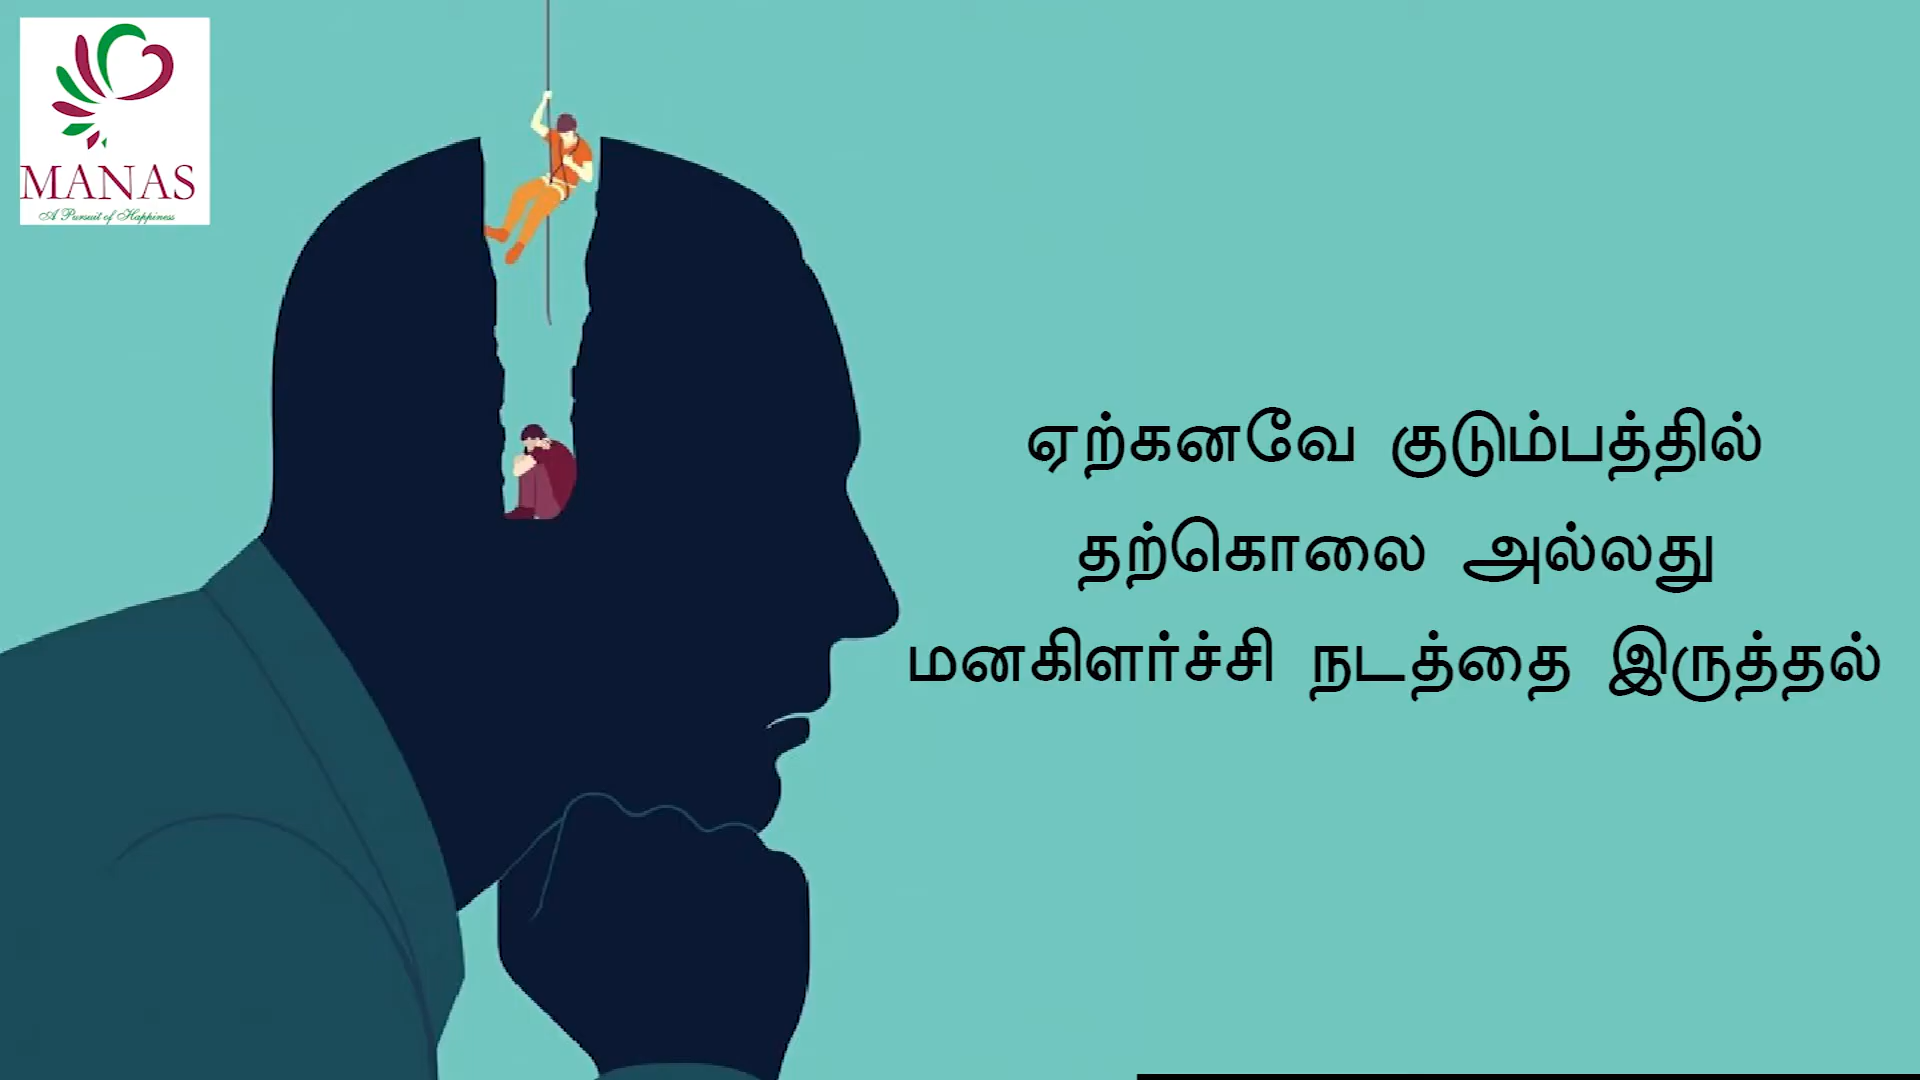 MANAS
A Pursuit of Happiness
ஏற்கனவே குடும்பத்தில்
தற்கொலை அல்லது
மனகிளர்ச்சி நடத்தை இருத்தல்